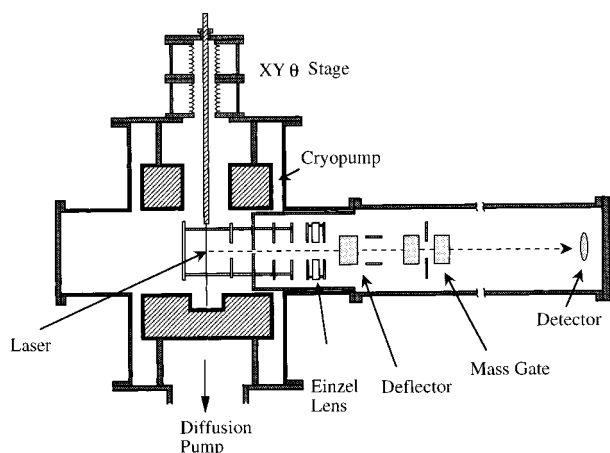 XY θ Stage
Cryopump
Laser
Einzel
Lens
Deflector
Mass Gate
Detector
Diffusion
Pump